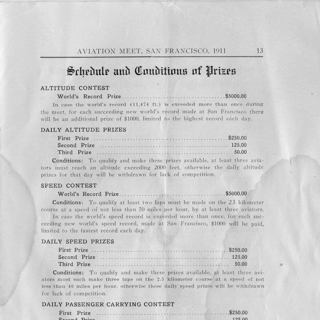 AVIATION MEET, SAN FRANCISCO, 1911 13
Schedule and Conditions of Prizes
ALTITUDE CONTEST
World's Record Prize $5000.00
In case the world's record (11,474 ft.) is exceeded more than once during
the meet, for each succeeding new world's record made at San Francisco there
will be an additional prize of $1000, limited to the highest record each day.
DAILY ALTITUDE PRIZES
First Prize $250.00
Second Prize 125.00
Third Prize 50.00
Conditions: To qualify and make these prizes available, at least three avia-
tors must reach an altitude exceeding 2000 feet, otherwise the daily altitude
prizes for that day will be withdrawn for lack of competition.
SPEED CONTEST
World's Record Prize $5000.00
Conditions: To qualify at least two laps must be made on the 2.5 kilometer
course at a speed of not less than 50 miles per hour, by at least three aviators.
In case the world's speed record is exceeded more than once, for each suc-
ceeding new world's speed record, made at San Francisco, $1000 will be paid,
limited to the fastest record each day.
DAILY SPEED PRIZES
First Prize $250.00
Second Prize 125.00
Third Prize 50.00
Conditions: To make these prizes available, at least three avi-
ators must each make three laps on the 2.5 kilometer course at a speed of not
less than 40 miles per hour, otherwise these daily speed prizes will be withdrawn
for lack of competition.
DAILY PASSENGER CARRYING CONTEST
First Prize $250.00
Second Prize 125.00